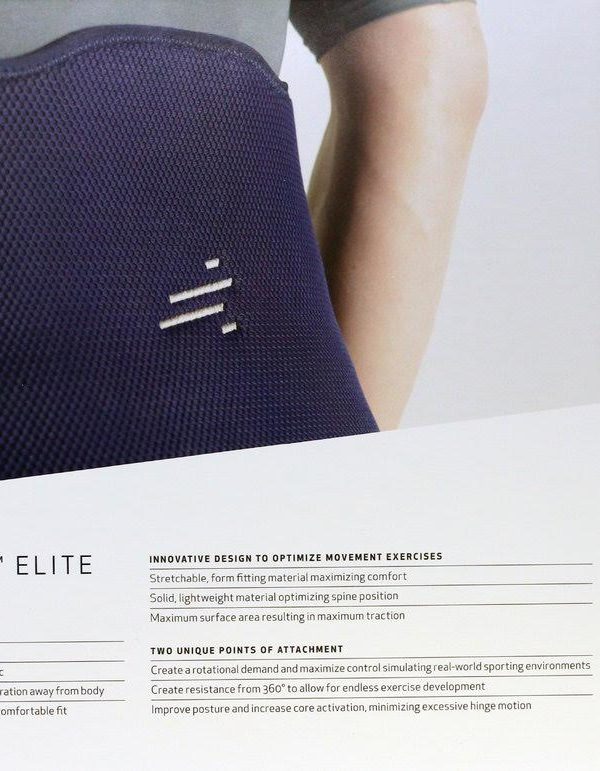 ELITE
ration away from body
omfortable fit
INNOVATIVE DESIGN TO OPTIMIZE MOVEMENT EXERCISES
Stretchable, form fitting material maximizing comfort
Solid, lightweight material optimizing spine position
Maximum surface area resulting in maximum traction
TWO UNIQUE POINTS OF ATTACHMENT
Create a rotational demand and maximize control simulating real-world sporting environments
Create resistance from 360° to allow for endless exercise development
Improve posture and increase core activation, minimizing excessive hinge motion